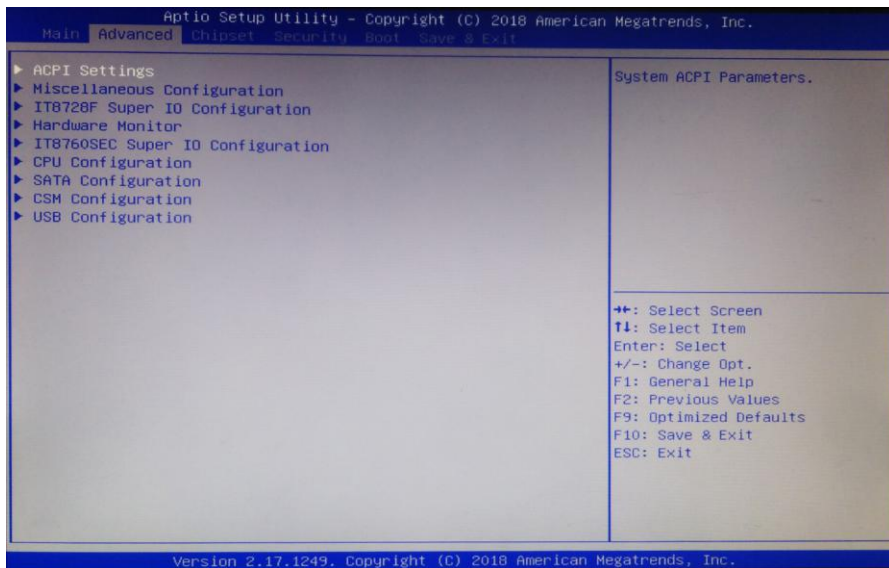 Aptio Setup Utility – Copyright (C) 2018 American Megatrends, Inc.
Main Advanced Chipset Security Boot Save & Exit
► ACPI Settings
► Miscellaneous Configuration
► IT8728F Super IO Configuration
► Hardware Monitor
► IT8760SEC Super IO Configuration
► CPU Configuration
► SATA Configuration
► CSM Configuration
► USB Configuration
System ACPI Parameters.
→←: Select Screen
↑↓: Select Item
Enter: Select
+/-: Change Opt.
F1: General Help
F2: Previous Values
F9: Optimized Defaults
F10: Save & Exit
ESC: Exit
Version 2.17.1249. Copyright (C) 2018 American Megatrends, Inc.